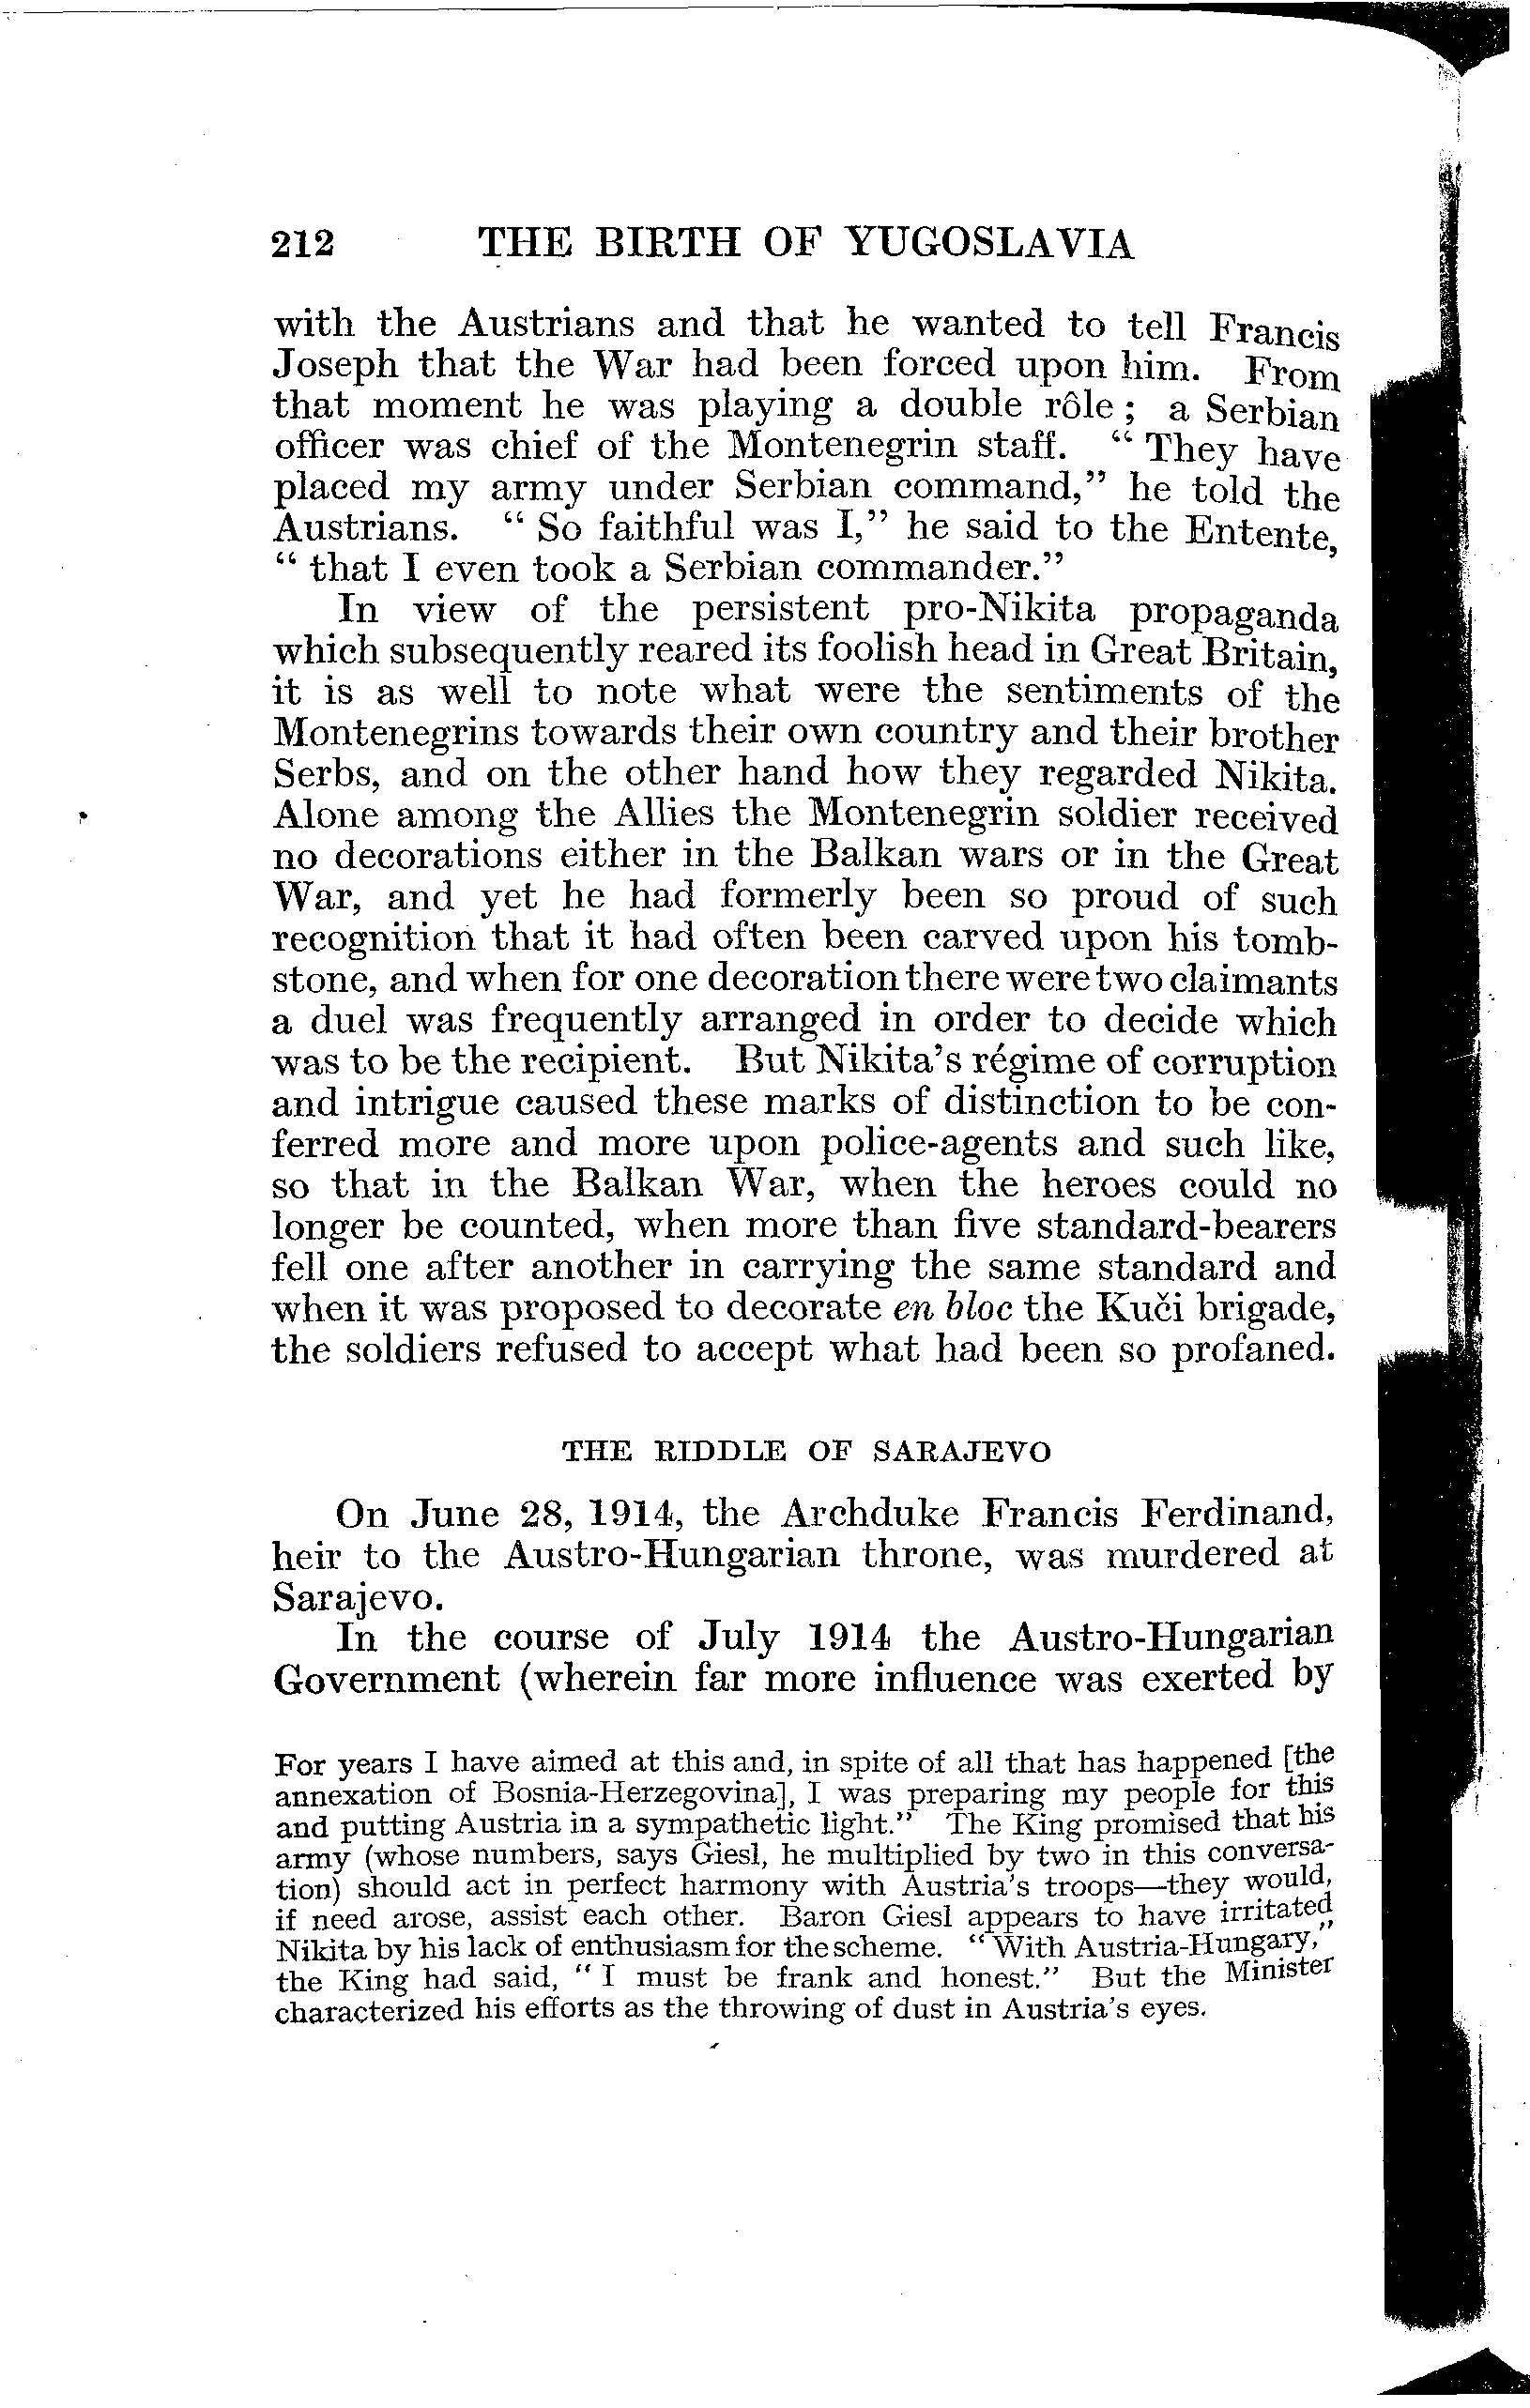 212 THE BIRTH OF YUGOSLAVIA
with the Austrians and that he wanted to tell Francis
Joseph that the War had been forced upon him. From
that moment he was playing a double rôle ; a Serbian
officer was chief of the Montenegrin staff. “ They have
placed my army under Serbian command,” he told the
Austrians. “ So faithful was I,” he said to the Entente,
“ that I even took a Serbian commander.”
In view of the persistent pro-Nikita propaganda
which subsequently reared its foolish head in Great Britain,
it is as well to note what were the sentiments of the
Montenegrins towards their own country and their brother
Serbs, and on the other hand how they regarded Nikita.
Alone among the Allies the Montenegrin soldier received
no decorations either in the Balkan wars or in the Great
War, and yet he had formerly been so proud of such
recognition that it had often been carved upon his tomb-
stone, and when for one decoration there were two claimants
a duel was frequently arranged in order to decide which
was to be the recipient. But Nikita’s régime of corruption
and intrigue caused these marks of distinction to be con-
ferred more and more upon police-agents and such like,
so that in the Balkan War, when the heroes could no
longer be counted, when more than five standard-bearers
fell one after another in carrying the same standard and
when it was proposed to decorate en bloc the Kuči brigade,
the soldiers refused to accept what had been so profaned.
THE RIDDLE OF SARAJEVO
On June 28, 1914, the Archduke Francis Ferdinand,
heir to the Austro-Hungarian throne, was murdered at
Sarajevo.
In the course of July 1914 the Austro-Hungarian
Government (wherein far more influence was exerted by
For years I have aimed at this and, in spite of all that has happened [the
annexation of Bosnia-Herzegovina], I was preparing my people for this
and putting Austria in a sympathetic light.” The King promised that his
army (whose numbers, says Giesl, he multiplied by two in this conversa-
tion) should act in perfect harmony with Austria’s troops—they would,
if need arose, assist each other. Baron Giesl appears to have irritated
Nikita by his lack of enthusiasm for the scheme. “ With Austria-Hungary,”
the King had said, “ I must be frank and honest.” But the Minister
characterized his efforts as the throwing of dust in Austria’s eyes.